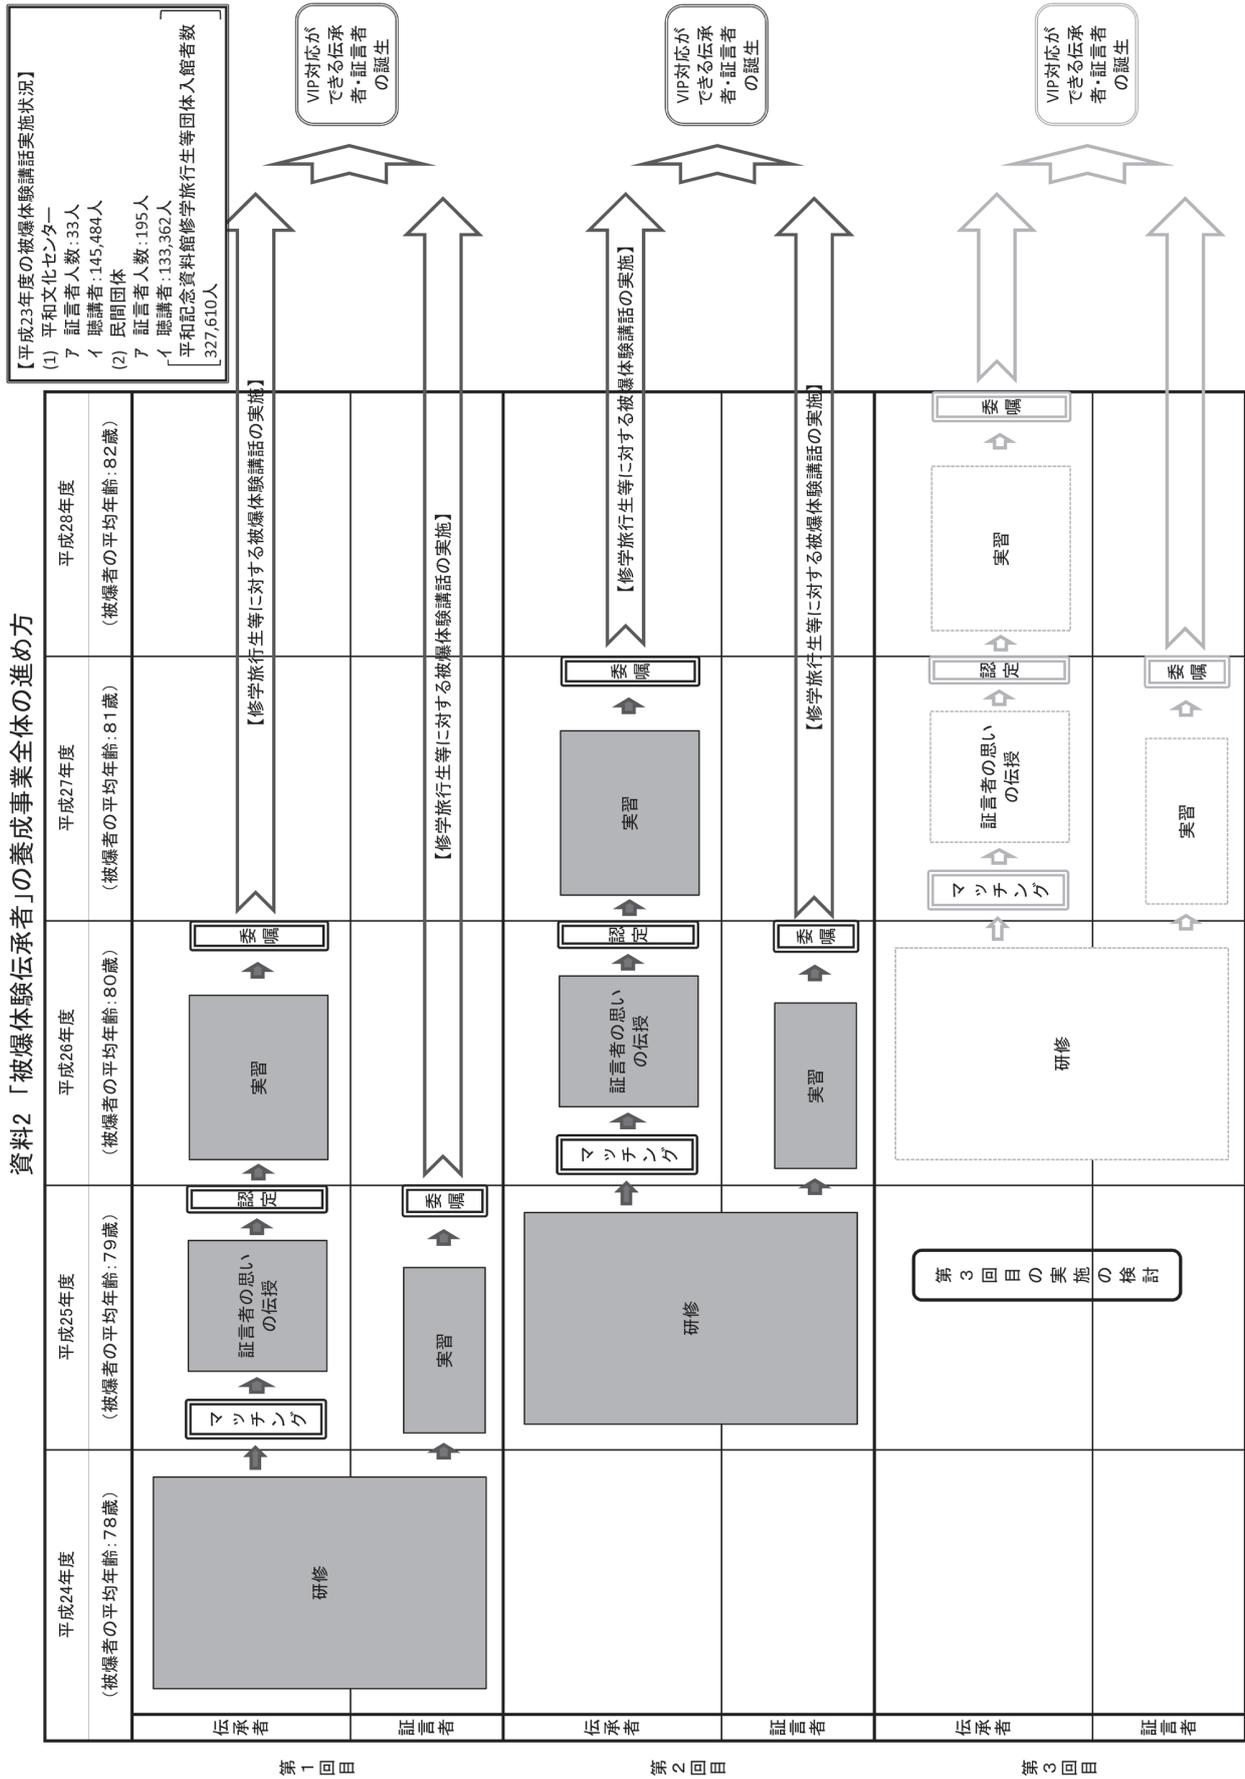 資料2 「被爆体験伝承者」の養成事業全体の進め方
【平成23年度の被爆体験講話実施状況】
(1) 平和文化センター
ア 証言者人数:33人
イ 聴講者:145,484人
(2) 民間団体
ア 証言者人数:195人
イ 聴講者:133,362人
平和記念資料館修学旅行生等団体入館者数
327,610人
平成24年度
(被爆者の平均年齢:78歳)
平成25年度
(被爆者の平均年齢:79歳)
平成26年度
(被爆者の平均年齢:80歳)
平成27年度
(被爆者の平均年齢:81歳)
平成28年度
(被爆者の平均年齢:82歳)
第1回目
伝承者
研修
マッチング
証言者の思い
の伝授
認定
実習
委嘱
【修学旅行生等に対する被爆体験講話の実施】
証言者
実習
委嘱
【修学旅行生等に対する被爆体験講話の実施】
VIP対応が
できる伝承
者・証言者
の誕生
第2回目
伝承者
研修
マッチング
証言者の思い
の伝授
認定
実習
委嘱
【修学旅行生等に対する被爆体験講話の実施】
証言者
実習
委嘱
【修学旅行生等に対する被爆体験講話の実施】
VIP対応が
できる伝承
者・証言者
の誕生
第3回目
伝承者
第3回目の実施の検討
研修
マッチング
証言者の思い
の伝授
認定
実習
委嘱
証言者
実習
委嘱
VIP対応が
できる伝承
者・証言者
の誕生